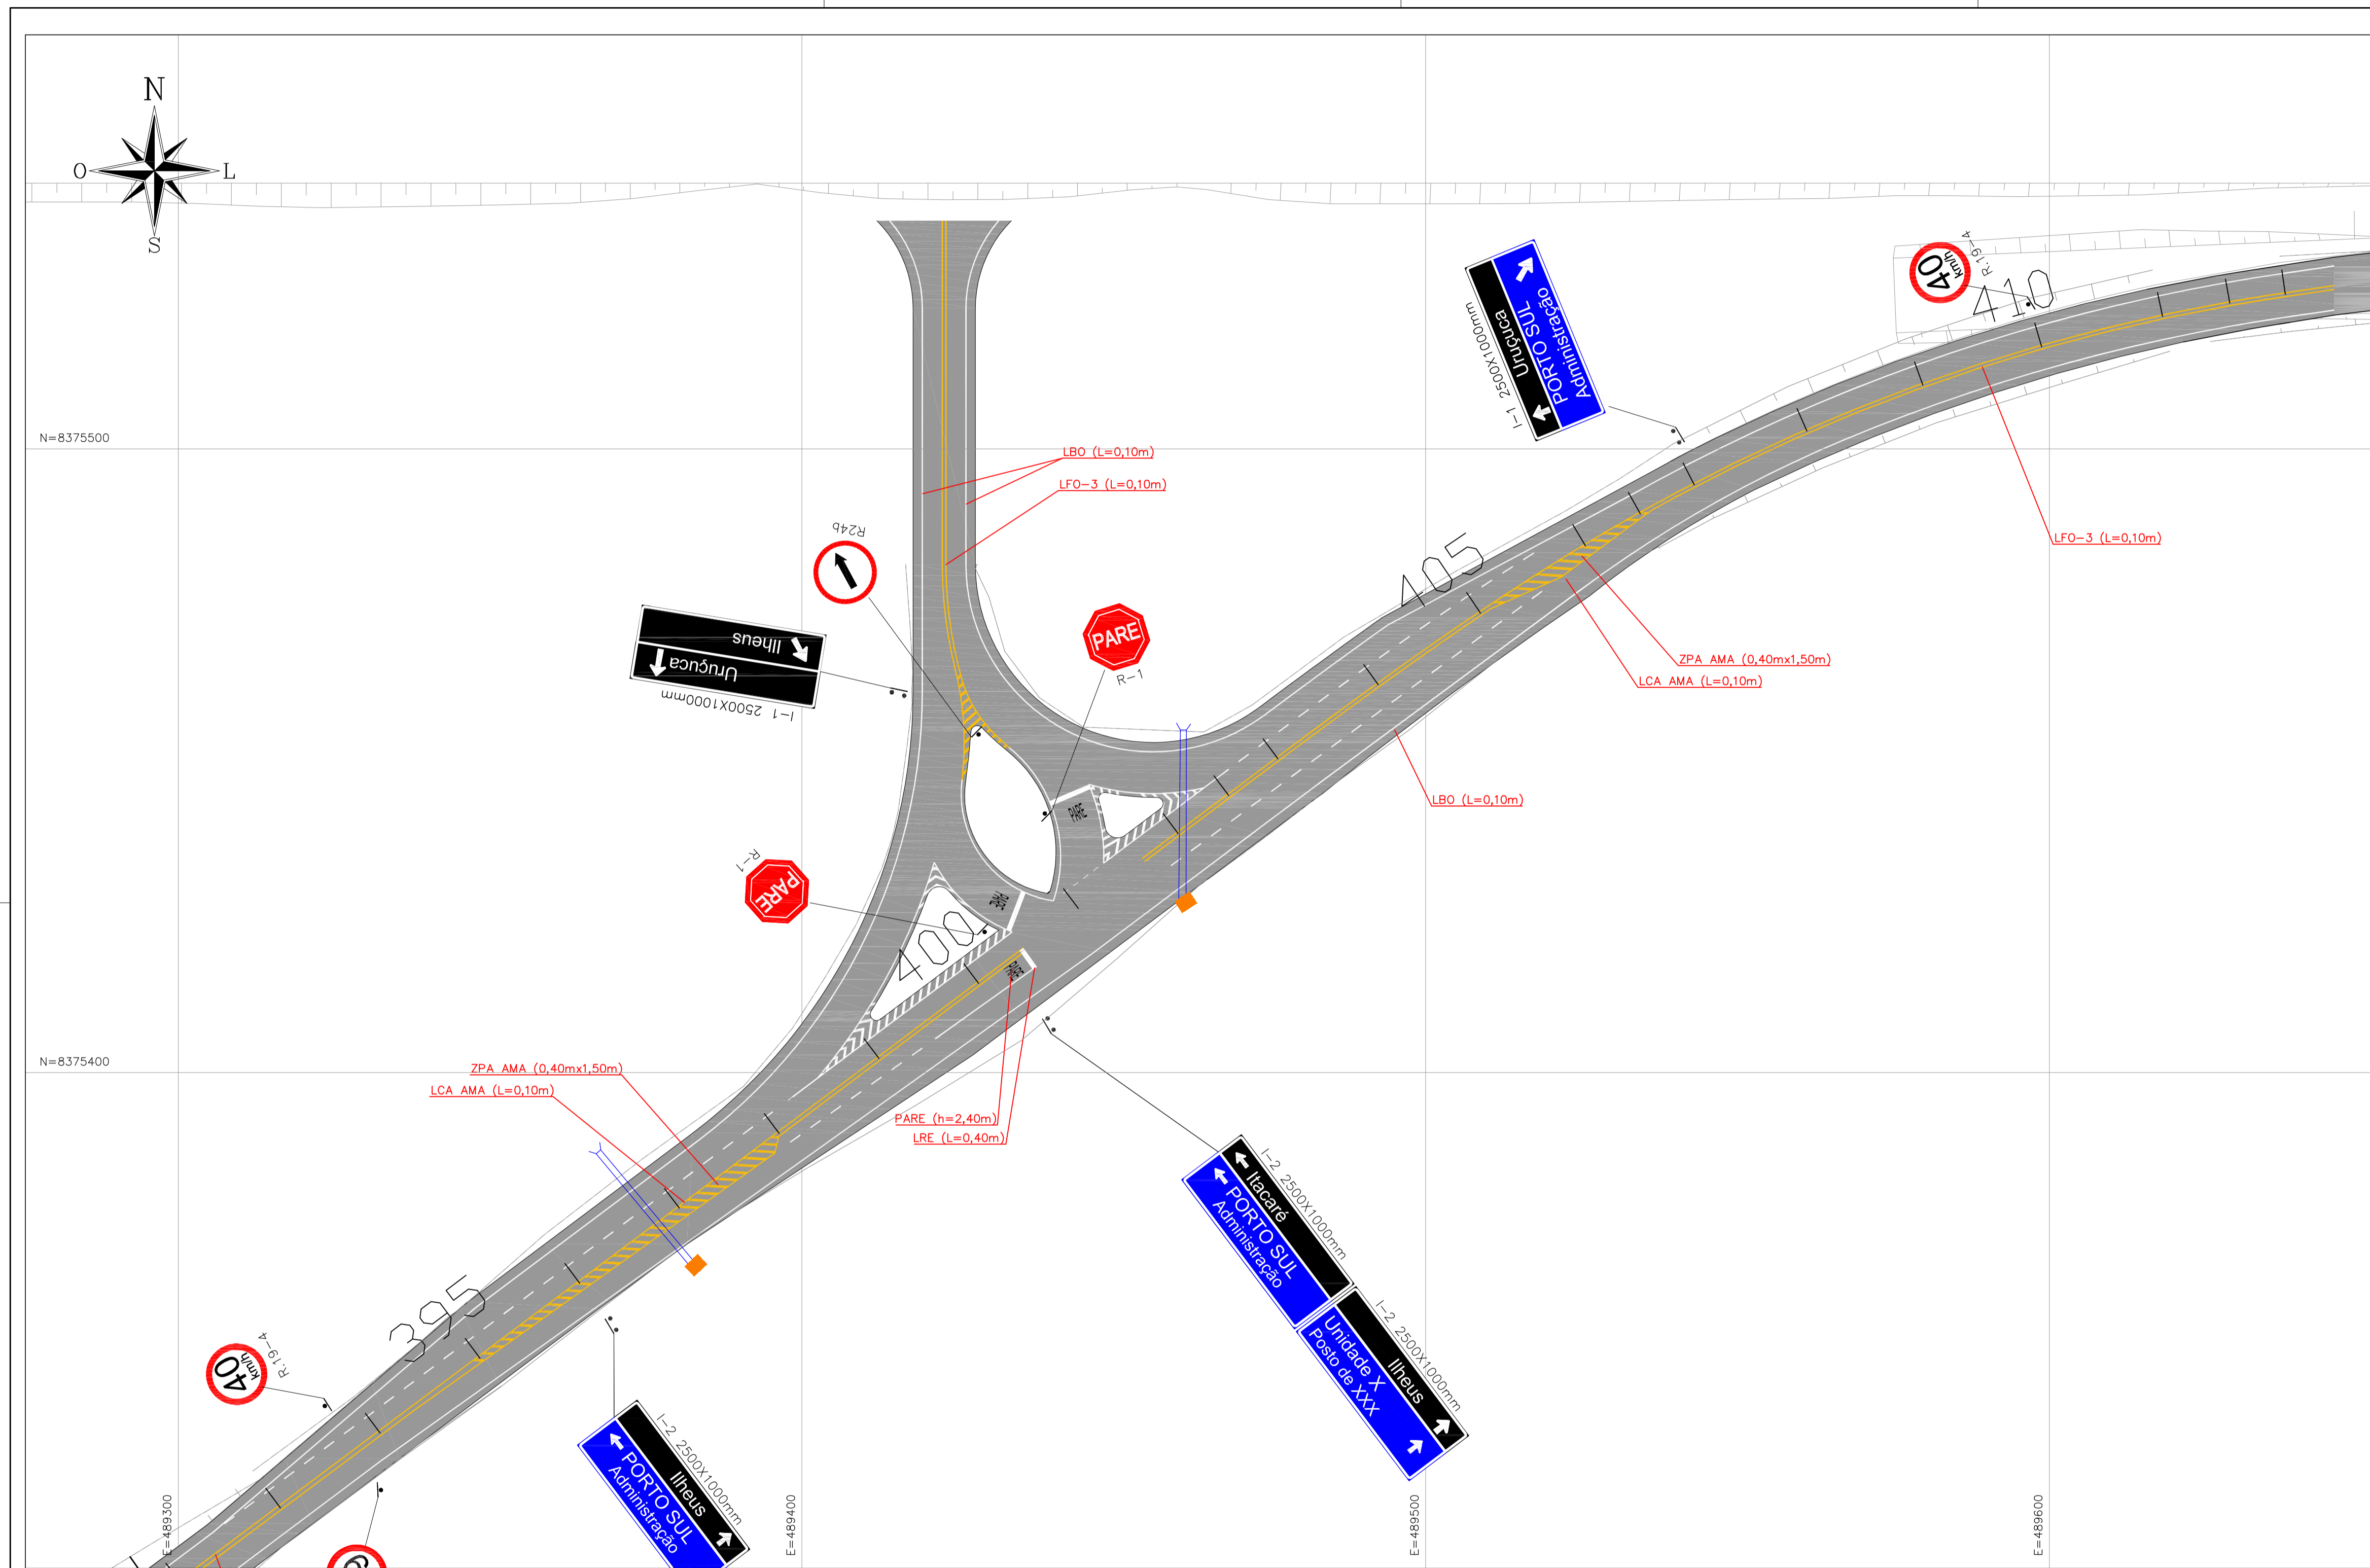 N
O
L
S
N=8375500
N=8375400
E=489300
E=489400
E=489500
E=489600
I-1 2500X1000mm
Uruçuca
PORTO SUL
Administração
40
km/h
R.19-4
410
LBO (L=0,10m)
LFO-3 (L=0,10m)
R24b
LFO-3 (L=0,10m)
405
Ilheus
Uruçuca
I-1 2500X1000mm
PARE
R-1
ZPA AMA (0,40mx1,50m)
LCA AMA (L=0,10m)
LBO (L=0,10m)
PARE
PARE
R-1
PARE
400
PARE
ZPA AMA (0,40mx1,50m)
LCA AMA (L=0,10m)
PARE (h=2,40m)
LRE (L=0,40m)
I-2 2500X1000mm
Itacaré
PORTO SUL
Administração
I-2 2500X1000mm
Ilheus
Unidade X
Posto de XXX
395
40
km/h
R.19-4
I-2 2500X1000mm
Ilheus
PORTO SUL
Administração